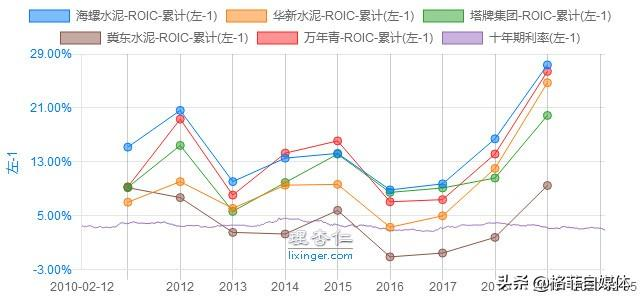 海螺水泥-ROIC-累计(左-1) 华新水泥-ROIC-累计(左-1) 塔牌集团-ROIC-累计(左-1)
冀东水泥-ROIC-累计(左-1) 万年青-ROIC-累计(左-1) 十年期利率(左-1)
29.00%
21.00%
13.00%
5.00%
-3.00%
左-1
理杏仁
lixinger.com
2010-02-12 2012 2013 2014 2015 2016 2017
头条@格菲自媒体